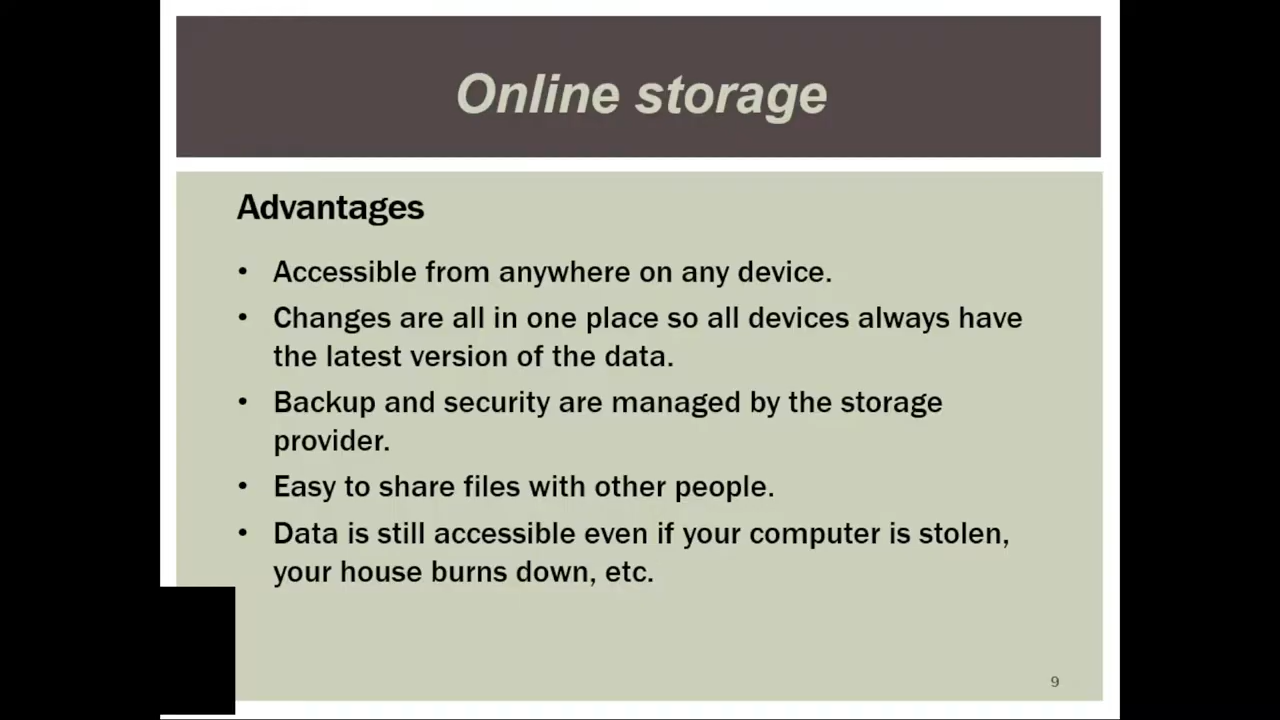 Online storage
Advantages
• Accessible from anywhere on any device.
• Changes are all in one place so all devices always have
the latest version of the data.
• Backup and security are managed by the storage
provider.
• Easy to share files with other people.
• Data is still accessible even if your computer is stolen,
your house burns down, etc.
9